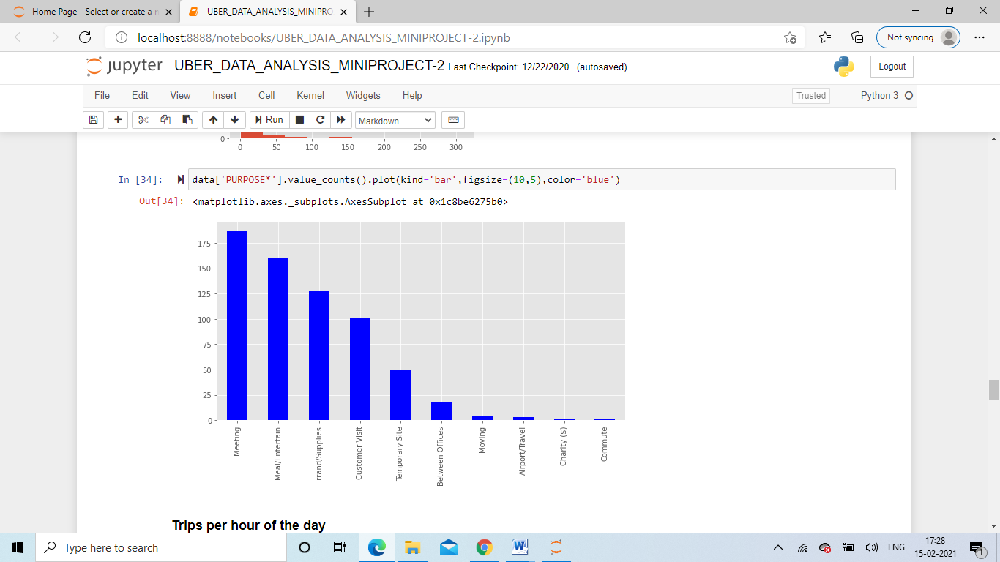 Home Page - Select or create a n
UBER_DATA_ANALYSIS_MINIPRO
localhost:8888/notebooks/UBER_DATA_ANALYSIS_MINIPROJECT-2.ipynb
Not syncing
jupyter UBER_DATA_ANALYSIS_MINIPROJECT-2 Last Checkpoint: 12/22/2020 (autosaved)
Logout
File Edit View Insert Cell Kernel Widgets Help
Trusted
Python 3
Run
Markdown
0
0 50 100 150 200 250 300
In [34]: data['PURPOSE*'].value_counts().plot(kind='bar',figsize=(10,5),color='blue')
Out[34]: <matplotlib.axes._subplots.AxesSubplot at 0x1c8be6275b0>
175
150
125
100
75
50
25
0
Meeting
Meal/Entertain
Errand/Supplies
Customer Visit
Temporary Site
Between Offices
Moving
Airport/Travel
Charity ($)
Commute
Trips per hour of the day
Type here to search
ENG
17:28
15-02-2021
1